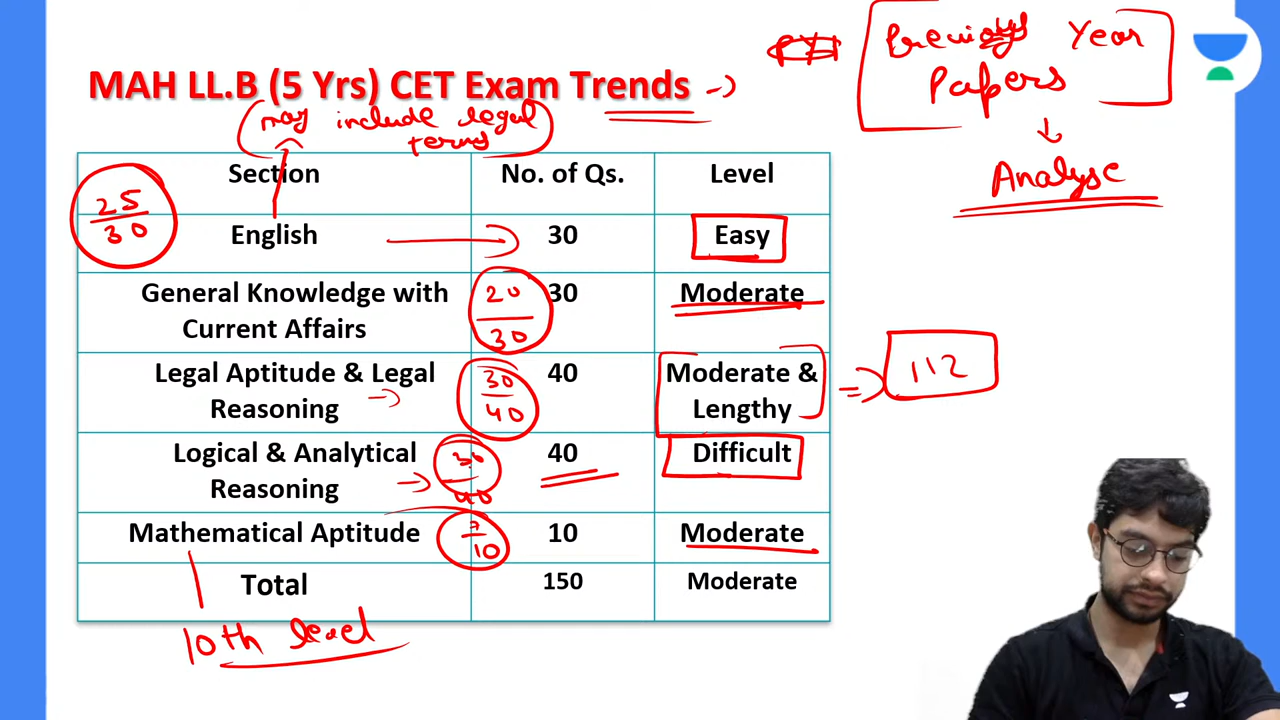 Previous Year
Papers
Analyse
MAH LL.B (5 Yrs) CET Exam Trends
may include legal
terms
Section No. of Qs. Level
25/30
English 30 Easy
General Knowledge with
Current Affairs 20/30 30 Moderate
Legal Aptitude & Legal
Reasoning 30/40 40 Moderate &
Lengthy
112
Logical & Analytical
Reasoning 30/40 40 Difficult
Mathematical Aptitude 7/10 10 Moderate
Total 150 Moderate
10th level